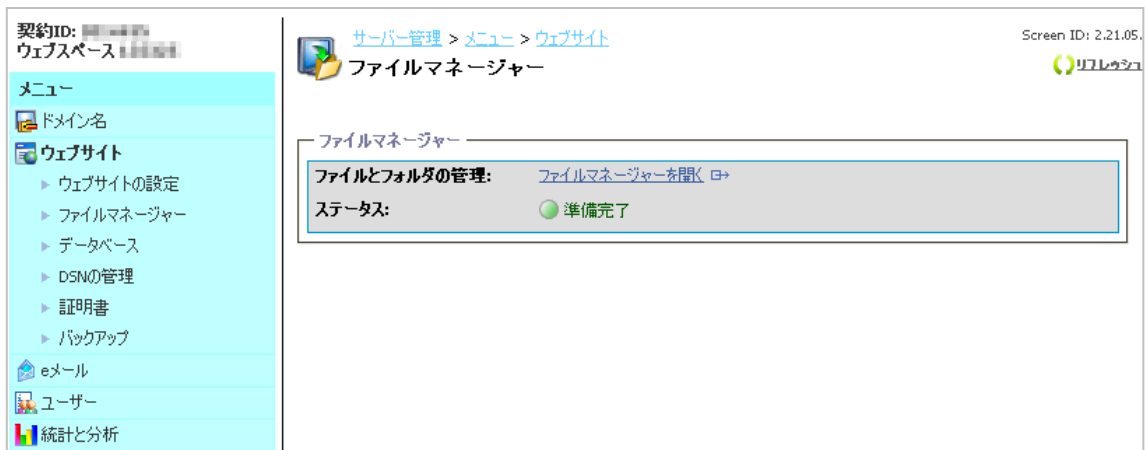 契約ID:
ウェブスペース
メニュー
ドメイン名
ウェブサイト
ウェブサイトの設定
ファイルマネージャー
データベース
DSNの管理
証明書
バックアップ
eメール
ユーザー
統計と分析
サーバー管理 > メニュー > ウェブサイト
ファイルマネージャー
Screen ID: 2.21.05.
リフレッシュ
ファイルマネージャー
ファイルとフォルダの管理: ファイルマネージャーを開く
ステータス: 準備完了